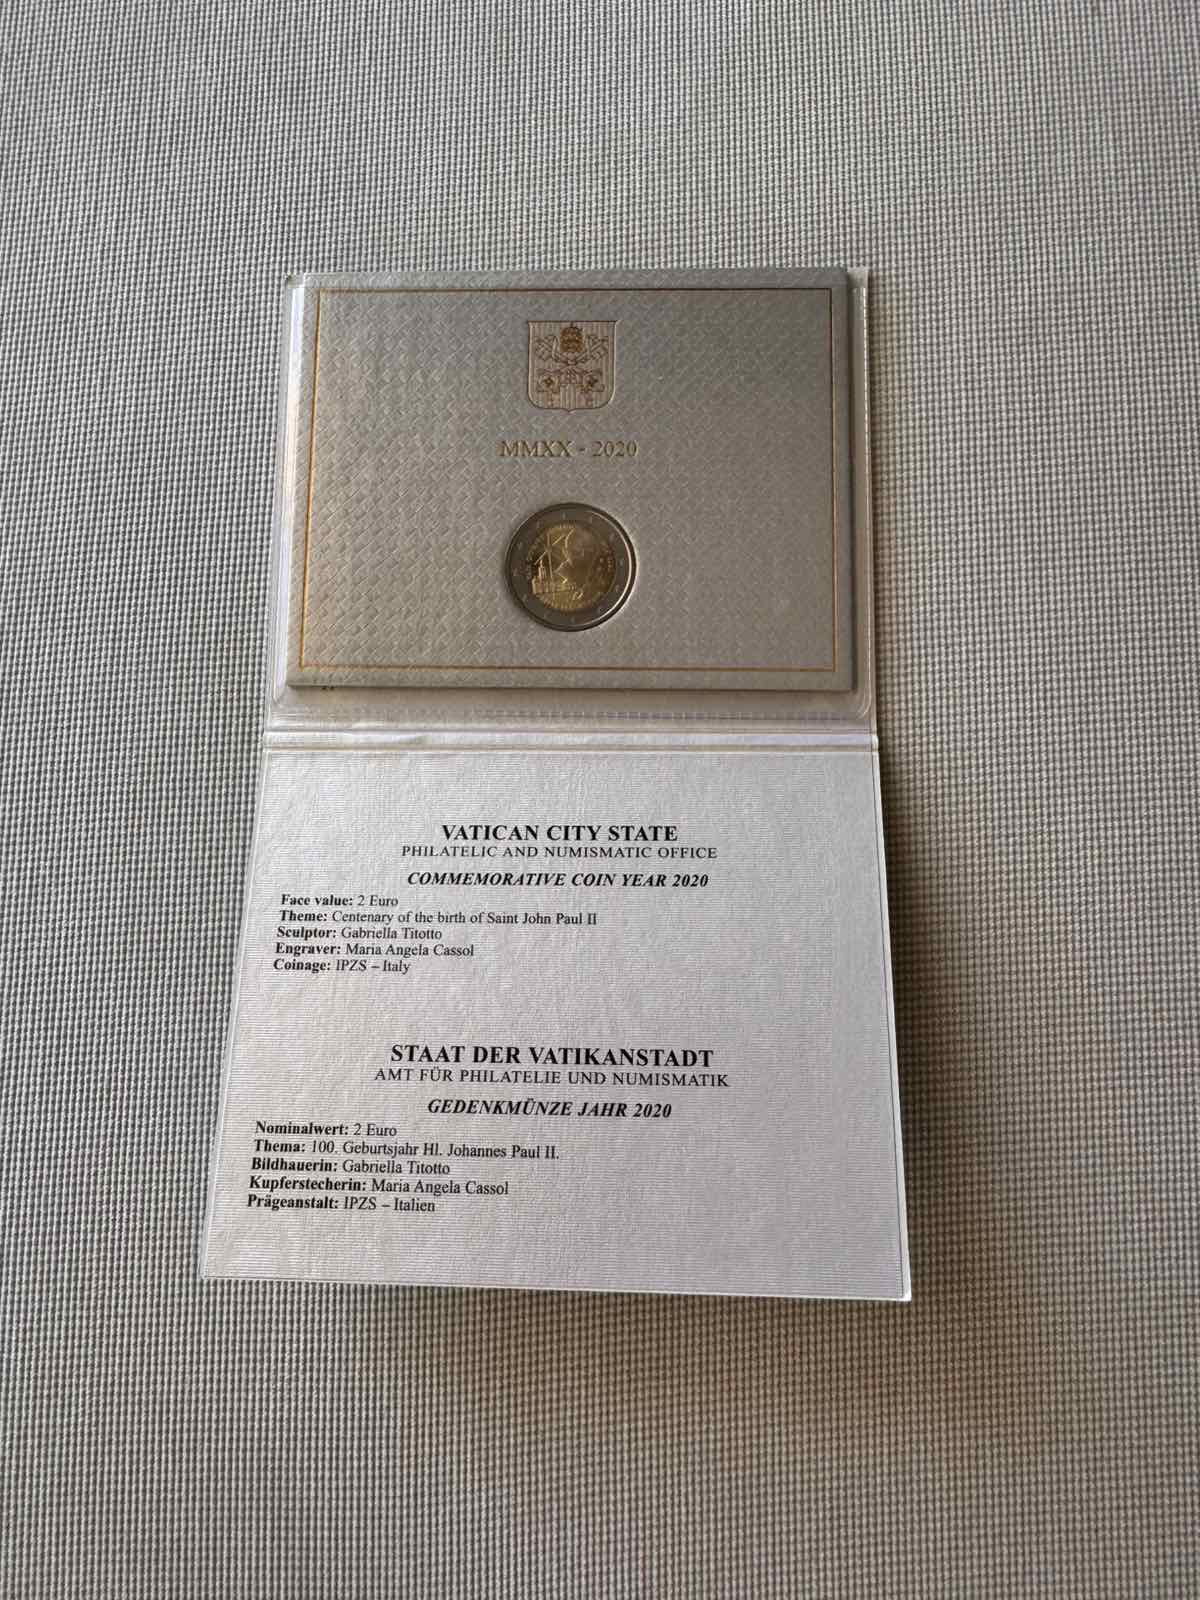 MMXX - 2020
VATICAN CITY STATE
PHILATELIC AND NUMISMATIC OFFICE
COMMEMORATIVE COIN YEAR 2020
Face value: 2 Euro
Theme: Centenary of the birth of Saint John Paul II
Sculptor: Gabriella Titotto
Engraver: Maria Angela Cassol
Coinage: IPZS – Italy
STAAT DER VATIKANSTADT
AMT FÜR PHILATELIE UND NUMISMATIK
GEDENKMÜNZE JAHR 2020
Nominalwert: 2 Euro
Thema: 100. Geburtsjahr Hl. Johannes Paul II.
Bildhauerin: Gabriella Titotto
Kupferstecherin: Maria Angela Cassol
Prägeanstalt: IPZS – Italien